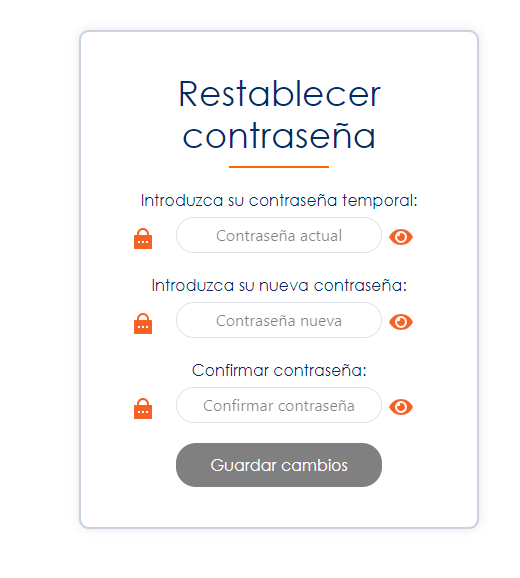 Restablecer
contraseña
Introduzca su contraseña temporal:
Contraseña actual
Introduzca su nueva contraseña:
Contraseña nueva
Confirmar contraseña:
Confirmar contraseña
Guardar cambios